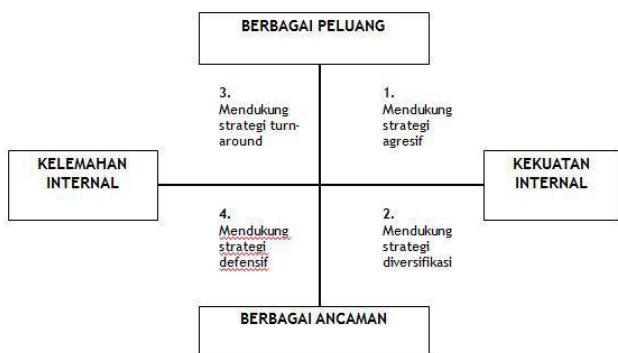 BERBAGAI PELUANG
3.
Mendukung
strategi turn-
around
1.
Mendukung
strategi
agresif
KELEMAHAN
INTERNAL
KEKUATAN
INTERNAL
4.
Mendukung
strategi
defensif
2.
Mendukung
strategi
diversifikasi
BERBAGAI ANCAMAN